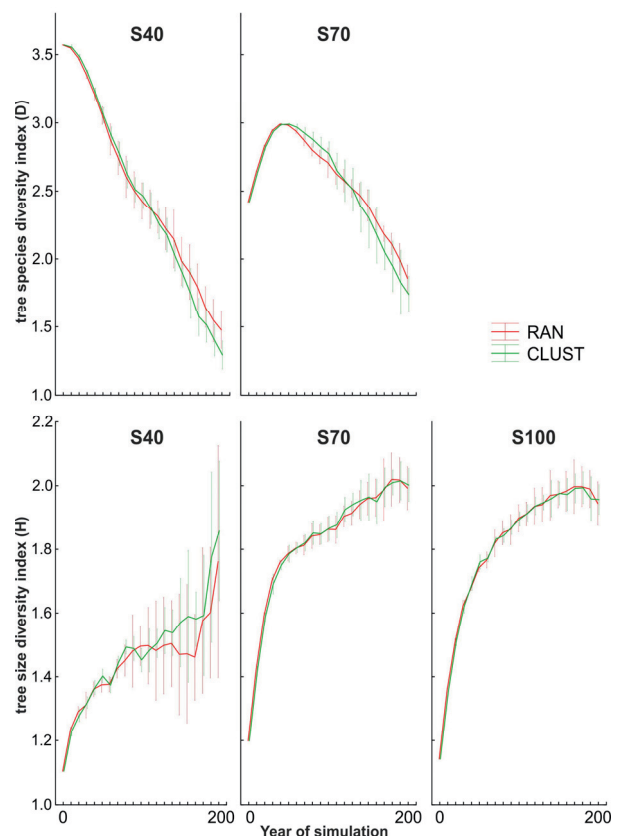 S40
S70
3.5
3.0
2.5
2.0
1.5
1.0
tree species diversity index (D)
RAN
CLUST
S40
S70
S100
2.2
2.0
1.8
1.6
1.4
1.2
1.0
tree size diversity index (H)
0 200 0 200 0 200
Year of simulation